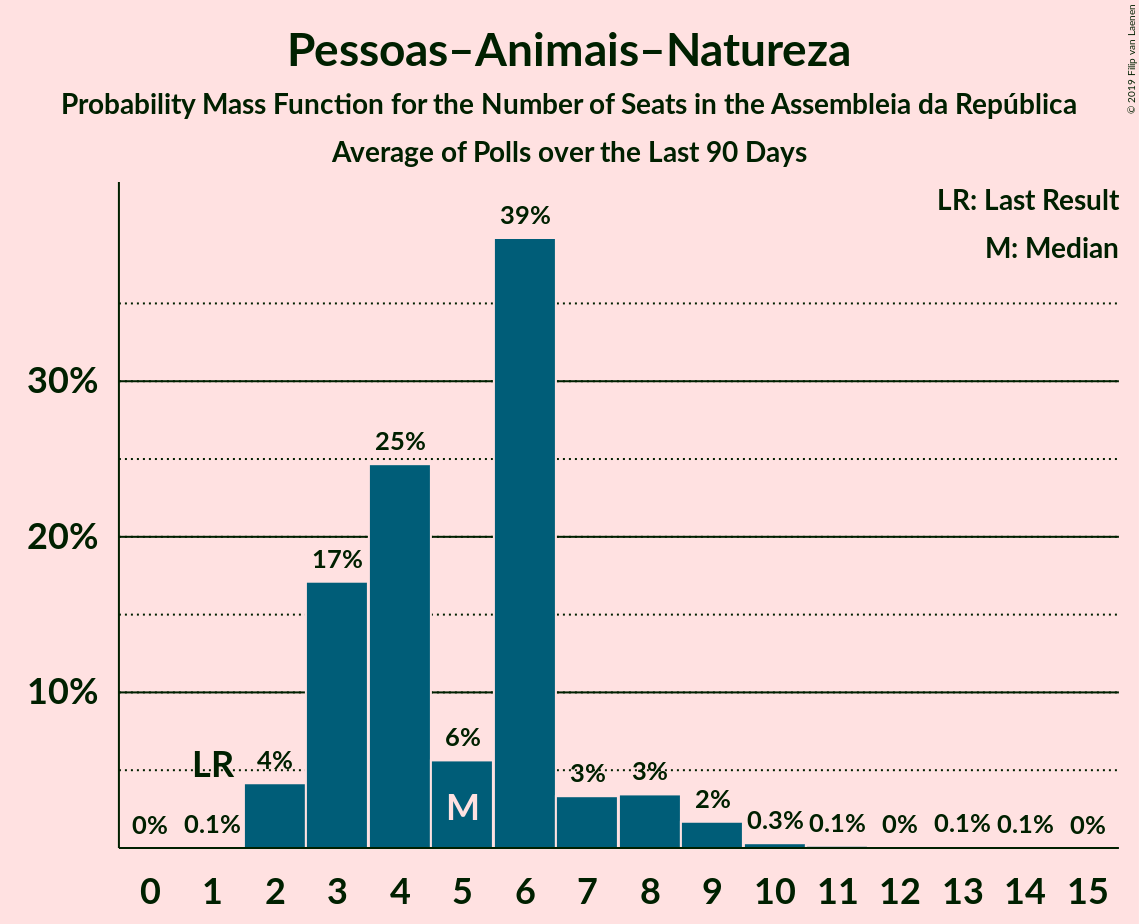 Pessoas–Animais–Natureza
Probability Mass Function for the Number of Seats in the Assembleia da República
Average of Polls over the Last 90 Days
© 2019 Filip van Laenen
LR: Last Result
M: Median
39%
30%
25%
20%
17%
10%
6%
LR
4%
3%
3%
2%
M
0%
0.1%
0.3%
0.1%
0%
0.1%
0.1%
0%
0 1 2 3 4 5 6 7 8 9 10 11 12 13 14 15